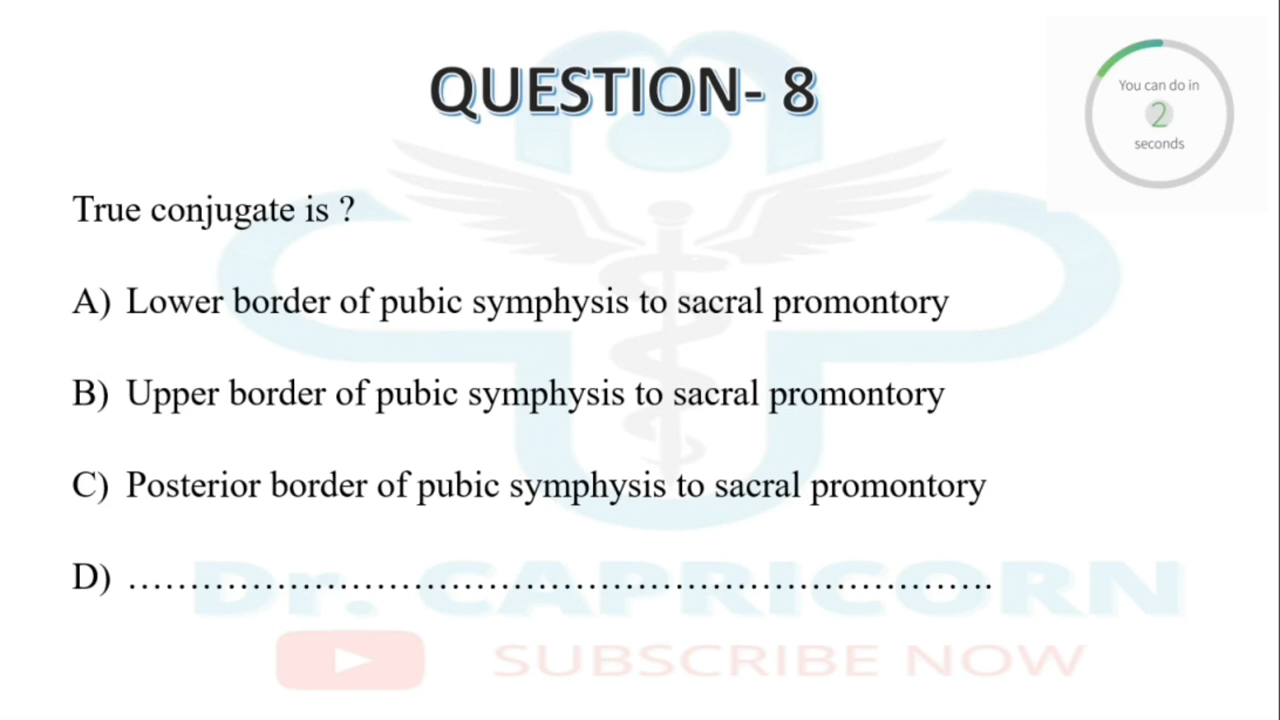 QUESTION- 8
You can do in
2
seconds
True conjugate is ?
A) Lower border of pubic symphysis to sacral promontory
B) Upper border of pubic symphysis to sacral promontory
C) Posterior border of pubic symphysis to sacral promontory
D) ……………………………………………………………….
Dr. CAPRICORN
SUBSCRIBE NOW